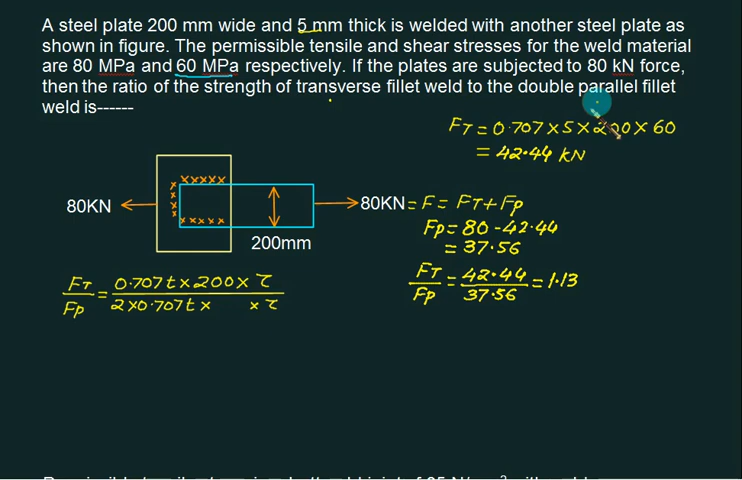 A steel plate 200 mm wide and 5 mm thick is welded with another steel plate as
shown in figure. The permissible tensile and shear stresses for the weld material
are 80 MPa and 60 MPa respectively. If the plates are subjected to 80 kN force,
then the ratio of the strength of transverse fillet weld to the double parallel fillet
weld is------
FT = 0.707 x 5 x 200 x 60
= 42.44 KN
xxxxx
x
x
x
x
xxxxx
80KN
80KN = F = FT + Fp
Fp = 80 - 42.44
= 37.56
200mm
FT/Fp = 0.707 t x 200 x τ / 2 x 0.707 t x x τ
FT/Fp = 42.44/37.56 = 1.13